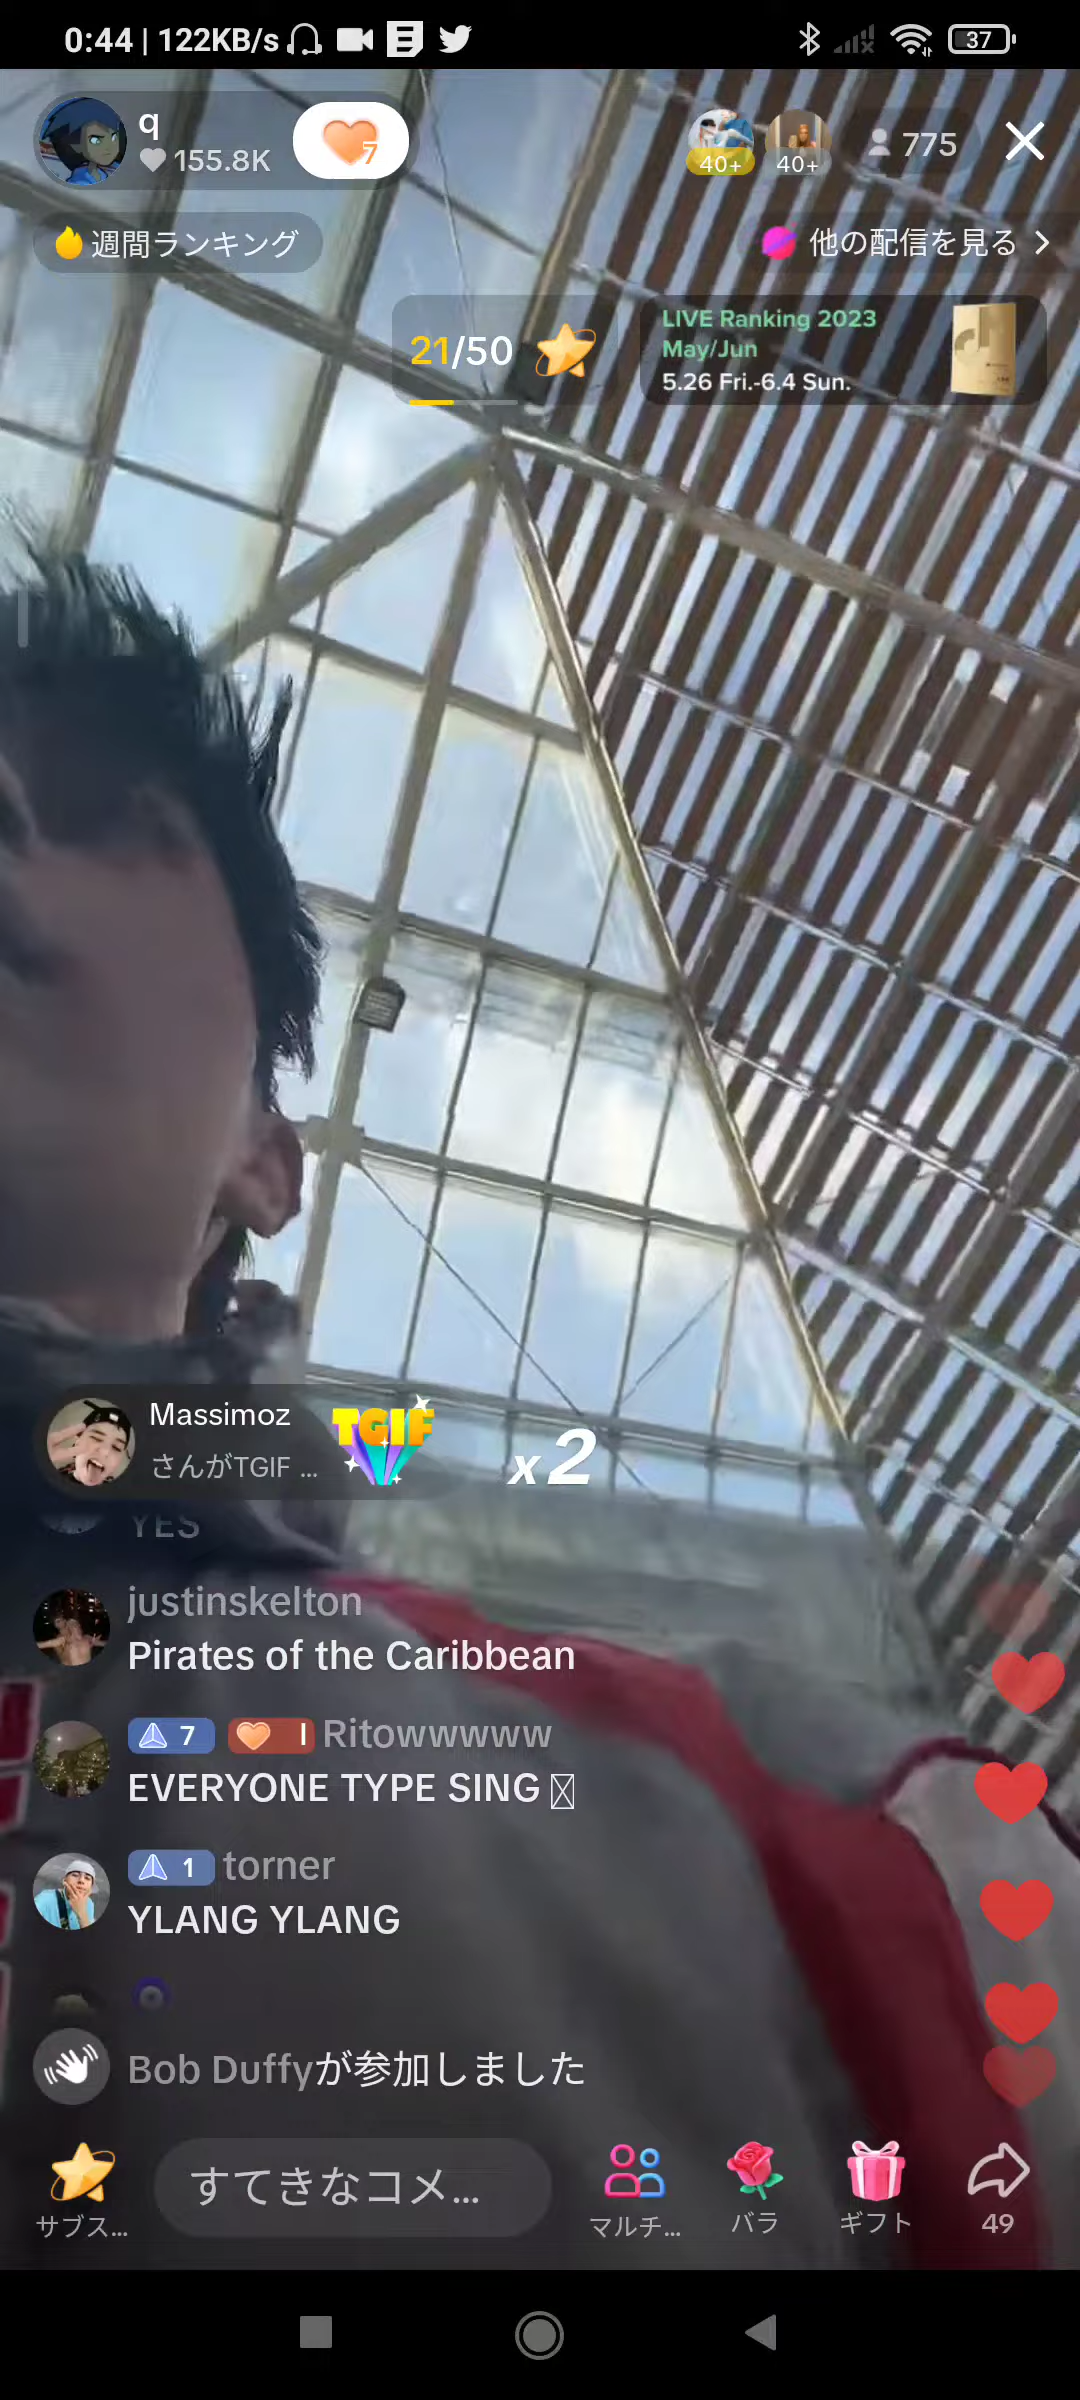 0:44 | 122KB/s
37
q
155.8K
7
40+
40+
775
週間ランキング
他の配信を見る
21/50
LIVE Ranking 2023
May/Jun
5.26 Fri.-6.4 Sun.
Massimoz
さんがTGIF ...
TGIF
x2
YES
justinskelton
Pirates of the Caribbean
7
I
Ritowwwww
EVERYONE TYPE SING
1
torner
YLANG YLANG
Bob Duffyが参加しました
すてきなコメ...
サブス...
マルチ...
バラ
ギフト
49